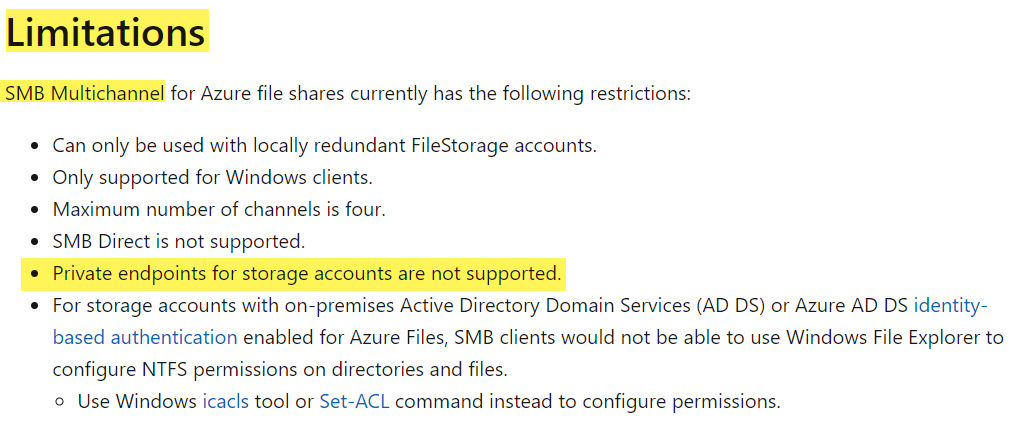 Limitations
SMB Multichannel for Azure file shares currently has the following restrictions:
• Can only be used with locally redundant FileStorage accounts.
• Only supported for Windows clients.
• Maximum number of channels is four.
• SMB Direct is not supported.
• Private endpoints for storage accounts are not supported.
• For storage accounts with on-premises Active Directory Domain Services (AD DS) or Azure AD DS identity-
based authentication enabled for Azure Files, SMB clients would not be able to use Windows File Explorer to
configure NTFS permissions on directories and files.
○ Use Windows icacls tool or Set-ACL command instead to configure permissions.